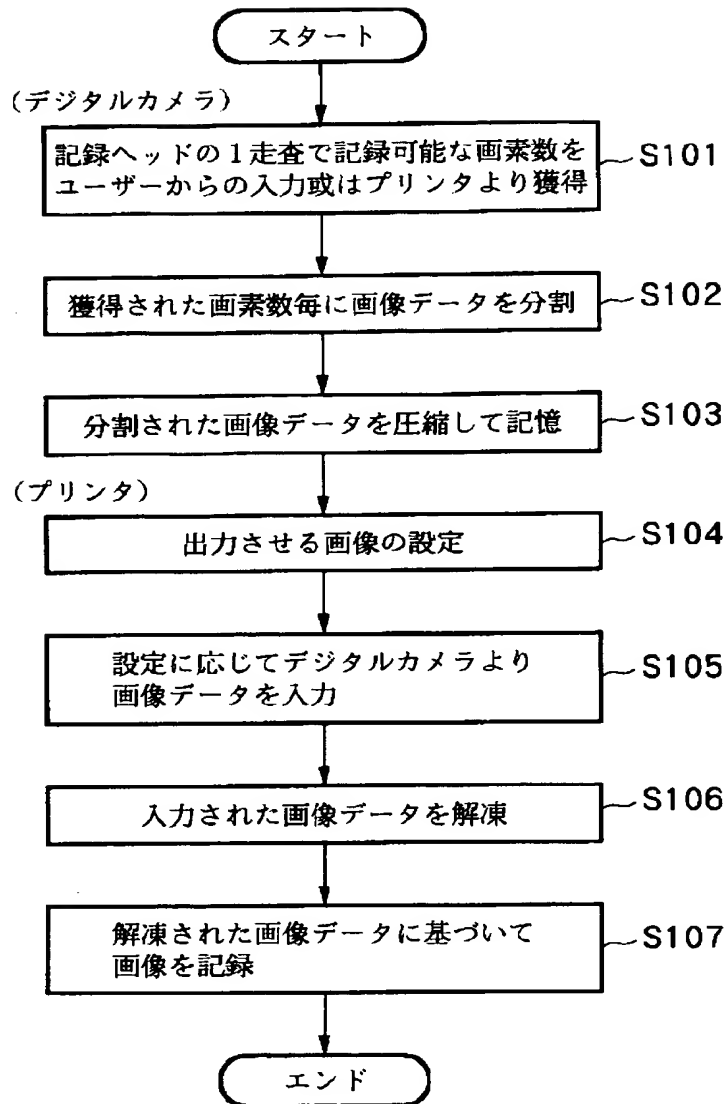 スタート
(デジタルカメラ)
記録ヘッドの1走査で記録可能な画素数を
ユーザーからの入力或はプリンタより獲得
S101
獲得された画素数毎に画像データを分割
S102
分割された画像データを圧縮して記憶
S103
(プリンタ)
出力させる画像の設定
S104
設定に応じてデジタルカメラより
画像データを入力
S105
入力された画像データを解凍
S106
解凍された画像データに基づいて
画像を記録
S107
エンド